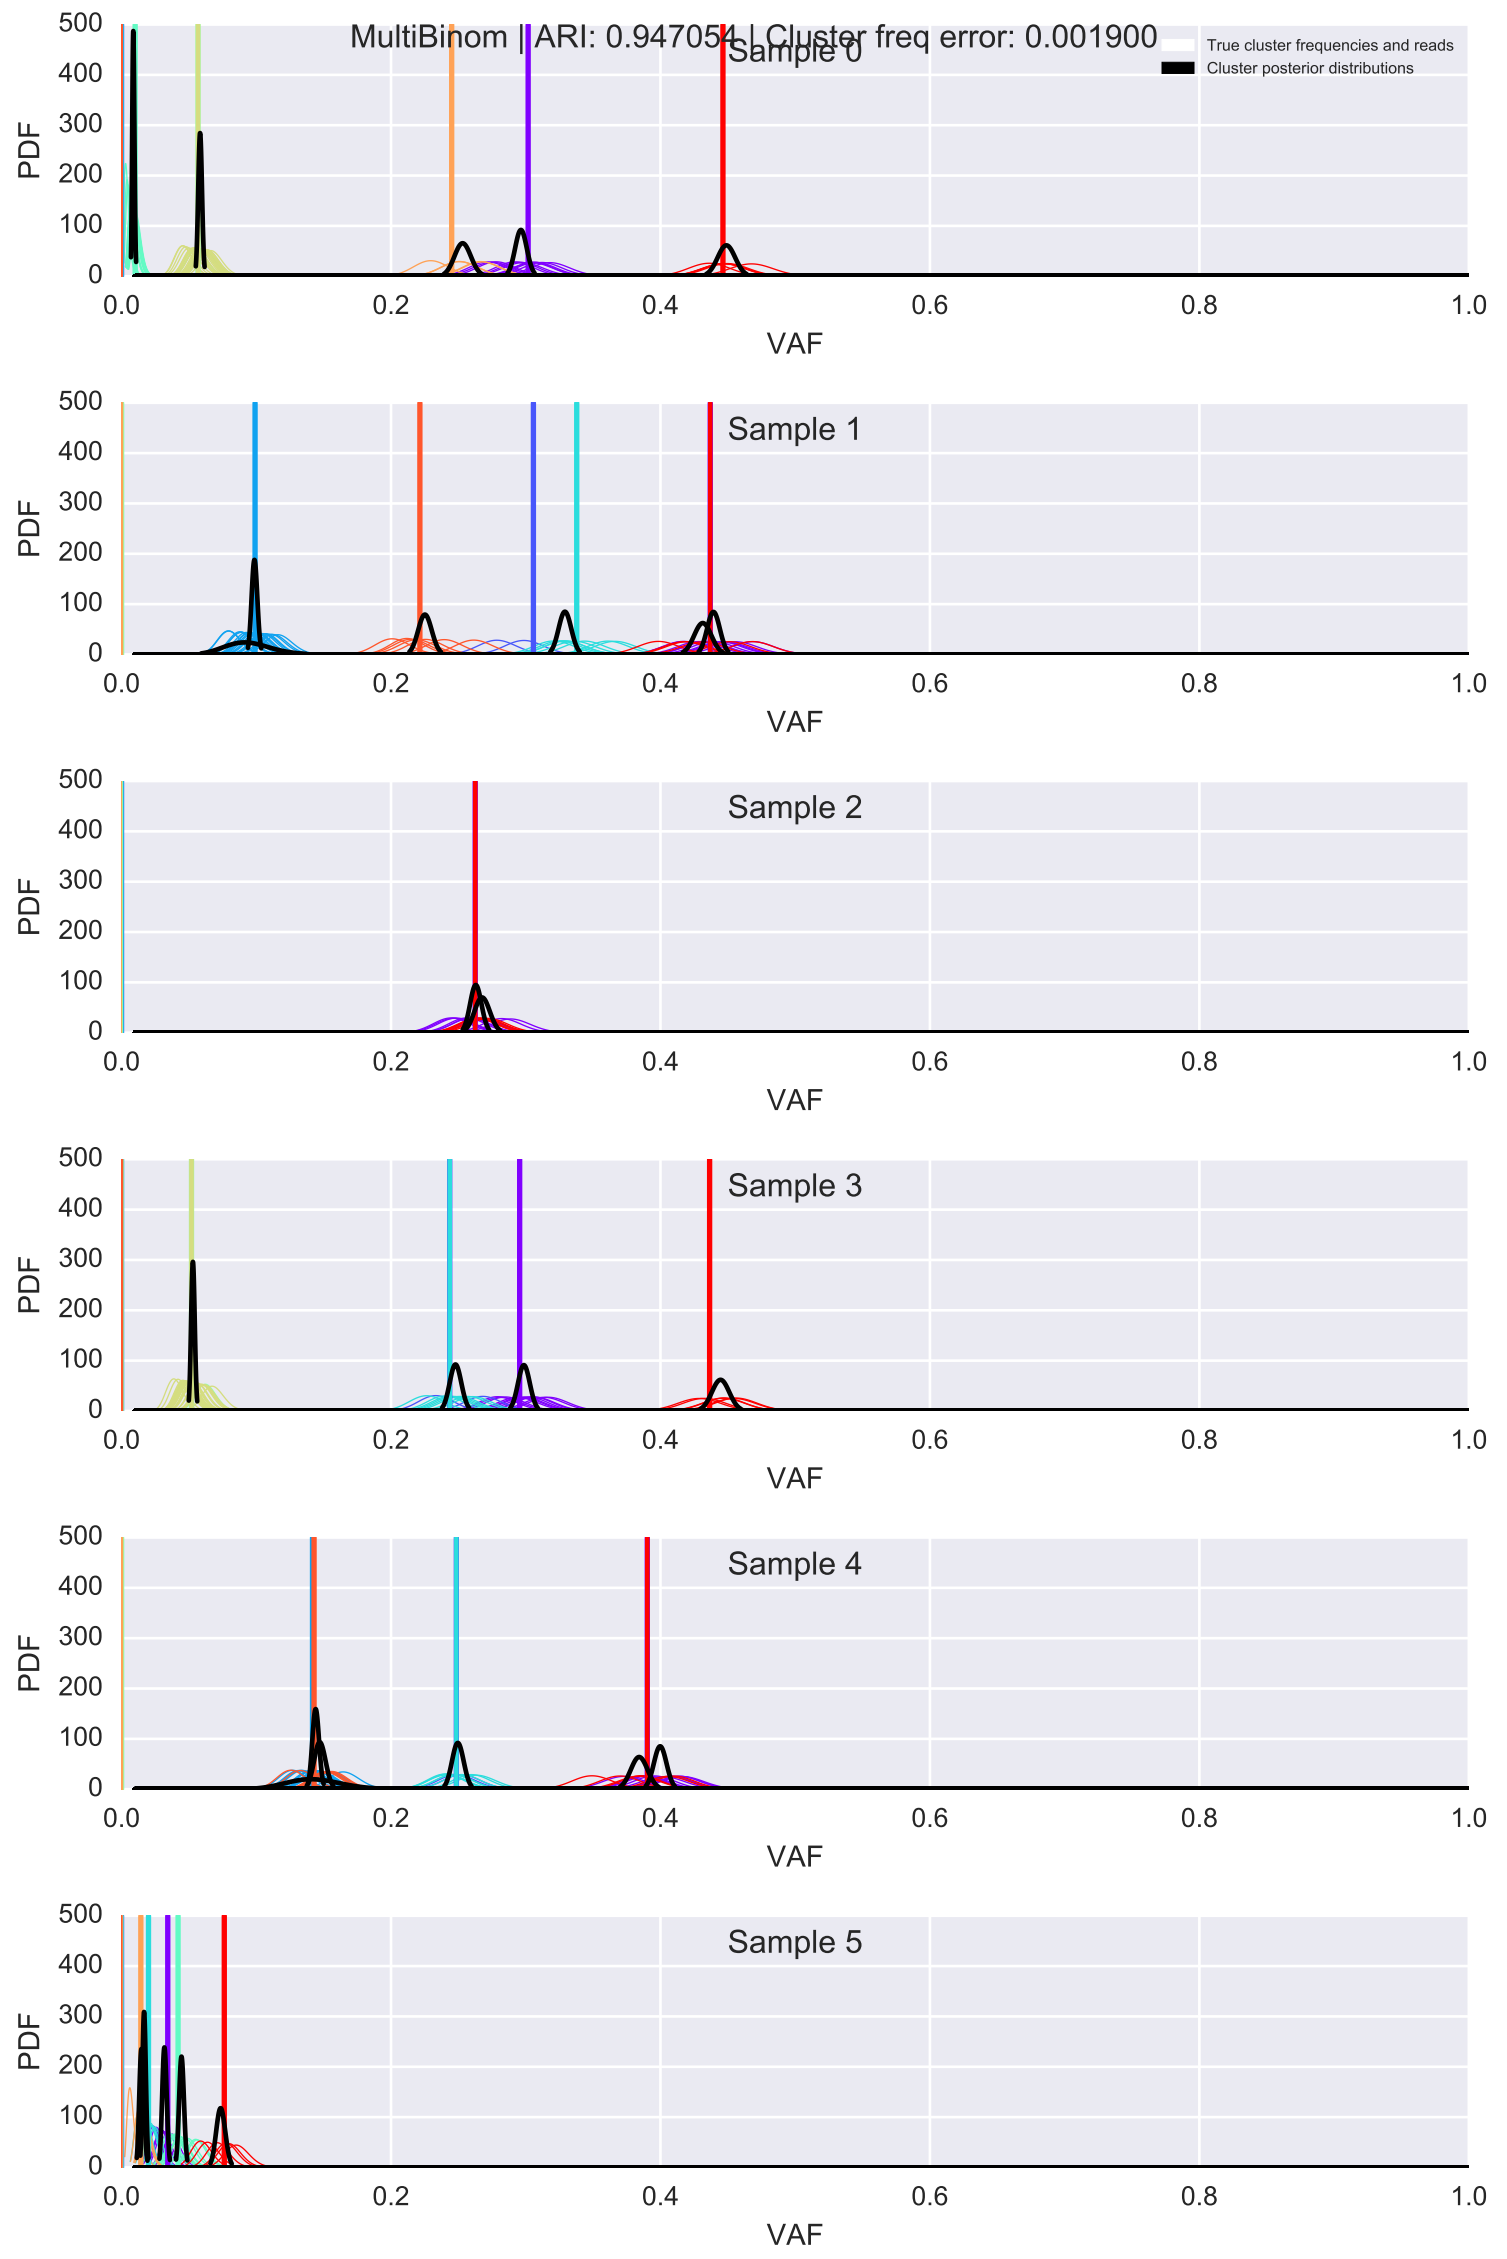 MultiBinom | ARI: 0.947054 | Cluster freq error: 0.001900
Sample 0
True cluster frequencies and reads
Cluster posterior distributions
500
400
300
200
100
0
PDF
0.0 0.2 0.4 0.6 0.8 1.0
VAF
Sample 1
500
400
300
200
100
0
PDF
0.0 0.2 0.4 0.6 0.8 1.0
VAF
Sample 2
500
400
300
200
100
0
PDF
0.0 0.2 0.4 0.6 0.8 1.0
VAF
Sample 3
500
400
300
200
100
0
PDF
0.0 0.2 0.4 0.6 0.8 1.0
VAF
Sample 4
500
400
300
200
100
0
PDF
0.0 0.2 0.4 0.6 0.8 1.0
VAF
Sample 5
500
400
300
200
100
0
PDF
0.0 0.2 0.4 0.6 0.8 1.0
VAF